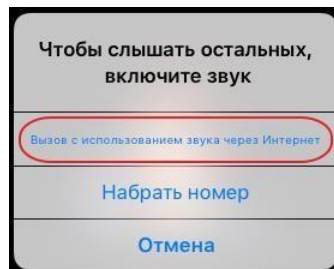 Чтобы слышать остальных,
включите звук
Вызов с использованием звука через Интернет
Набрать номер
Отмена